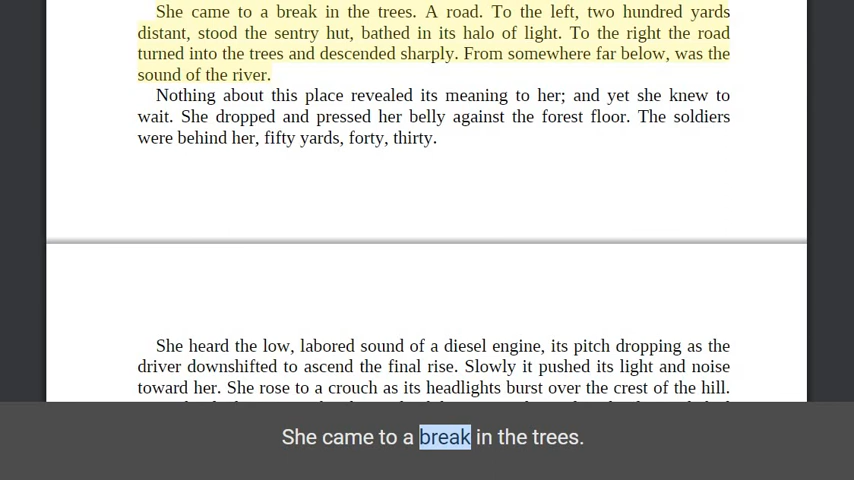 She came to a break in the trees. A road. To the left, two hundred yards
distant, stood the sentry hut, bathed in its halo of light. To the right the road
turned into the trees and descended sharply. From somewhere far below, was the
sound of the river.
Nothing about this place revealed its meaning to her; and yet she knew to
wait. She dropped and pressed her belly against the forest floor. The soldiers
were behind her, fifty yards, forty, thirty.
She heard the low, labored sound of a diesel engine, its pitch dropping as the
driver downshifted to ascend the final rise. Slowly it pushed its light and noise
toward her. She rose to a crouch as its headlights burst over the crest of the hill.
She came to a break in the trees.